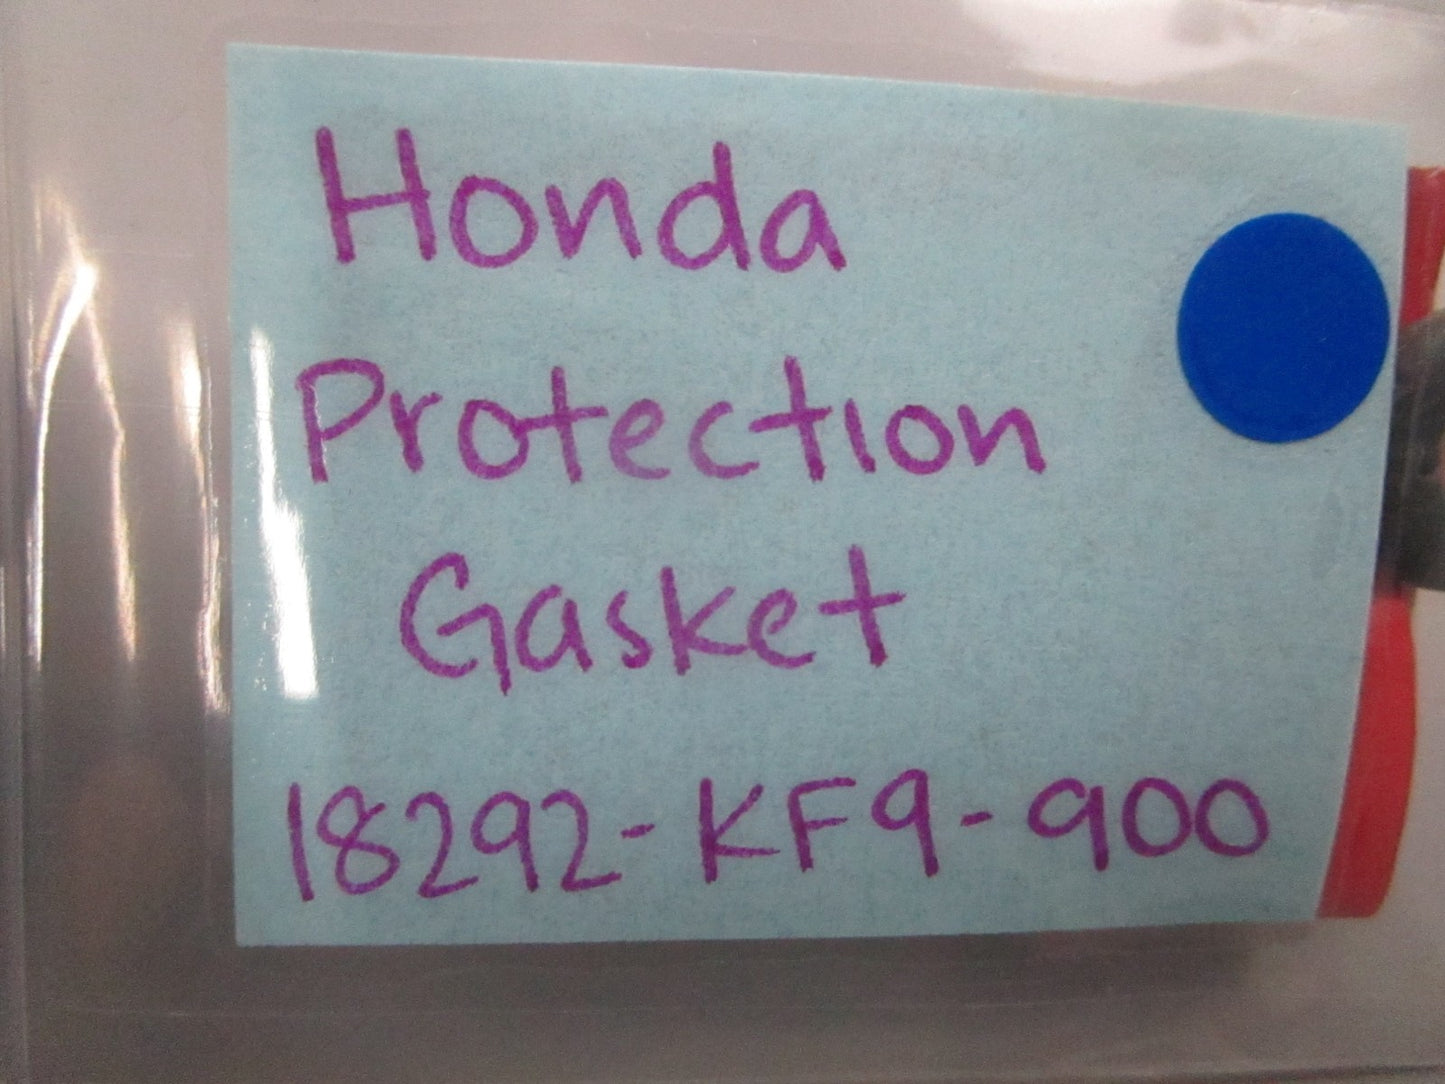 Honda
Protection
Gasket
18292-KF9-900